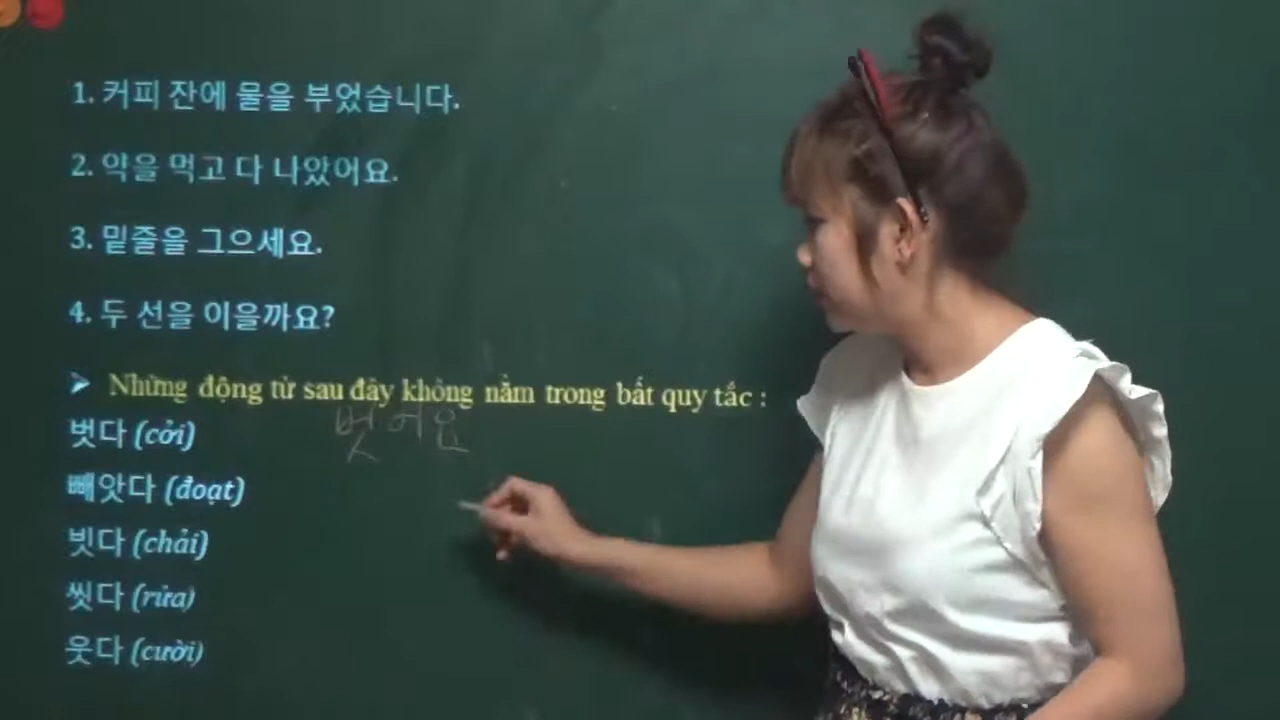 1. 커피 잔에 물을 부었습니다.
2. 약을 먹고 다 나았어요.
3. 밑줄을 그으세요.
4. 두 선을 이을까요?
➢ Những động từ sau đây không nằm trong bất quy tắc :
벗다 (cởi)
벗어요
빼앗다 (đoạt)
빗다 (chải)
씻다 (rửa)
웃다 (cười)